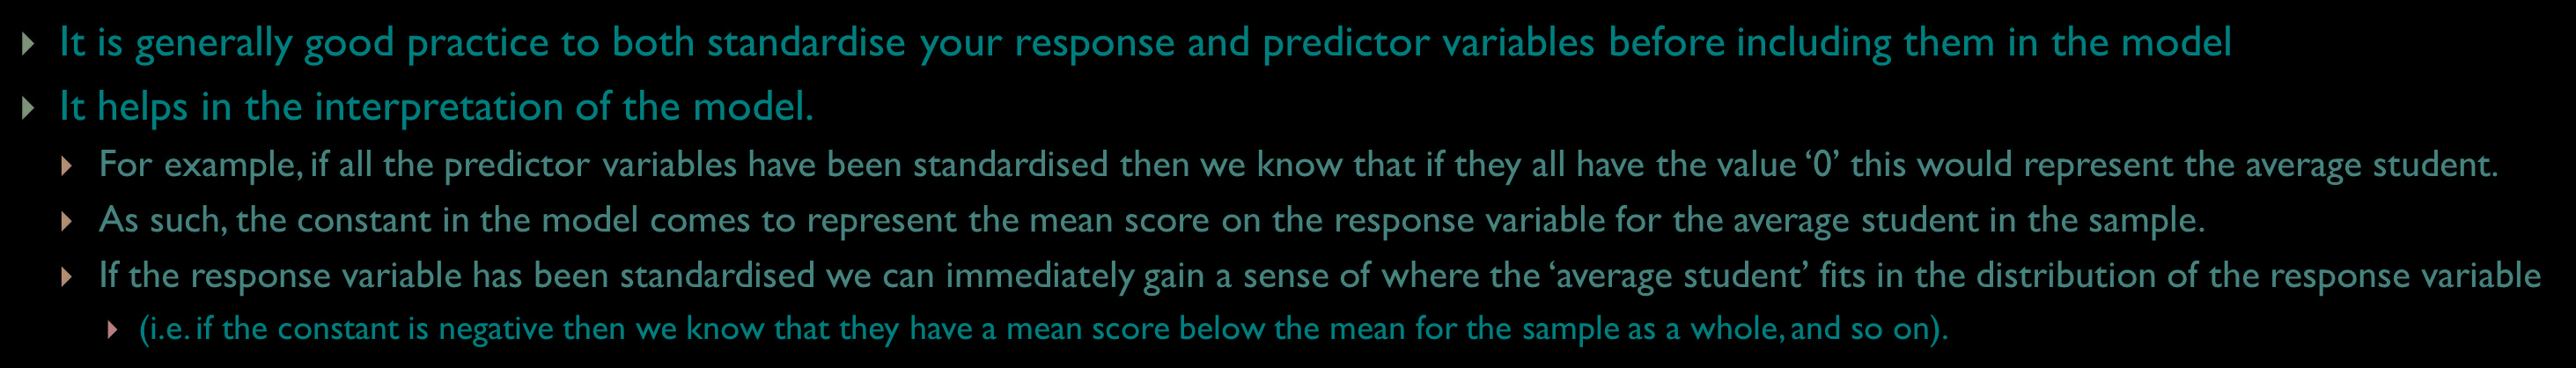 It is generally good practice to both standardise your response and predictor variables before including them in the model
It helps in the interpretation of the model.
For example, if all the predictor variables have been standardised then we know that if they all have the value ‘0’ this would represent the average student.
As such, the constant in the model comes to represent the mean score on the response variable for the average student in the sample.
If the response variable has been standardised we can immediately gain a sense of where the ‘average student’ fits in the distribution of the response variable
(i.e. if the constant is negative then we know that they have a mean score below the mean for the sample as a whole, and so on).